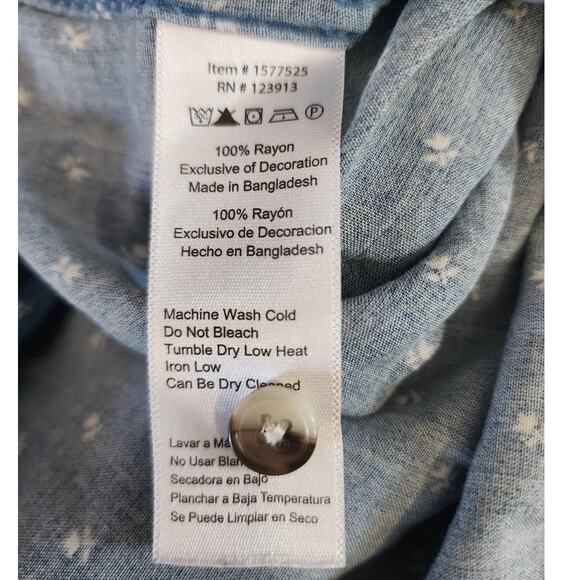 Item # 1577525
RN # 123913
100% Rayon
Exclusive of Decoration
Made in Bangladesh
100% Rayón
Exclusivo de Decoracion
Hecho en Bangladesh
Machine Wash Cold
Do Not Bleach
Tumble Dry Low Heat
Iron Low
Can Be Dry Cleaned
Lavar a
No Usar
Secadora en Bajo
Planchar a Baja Temperatura
Se Puede Limpiar en Seco